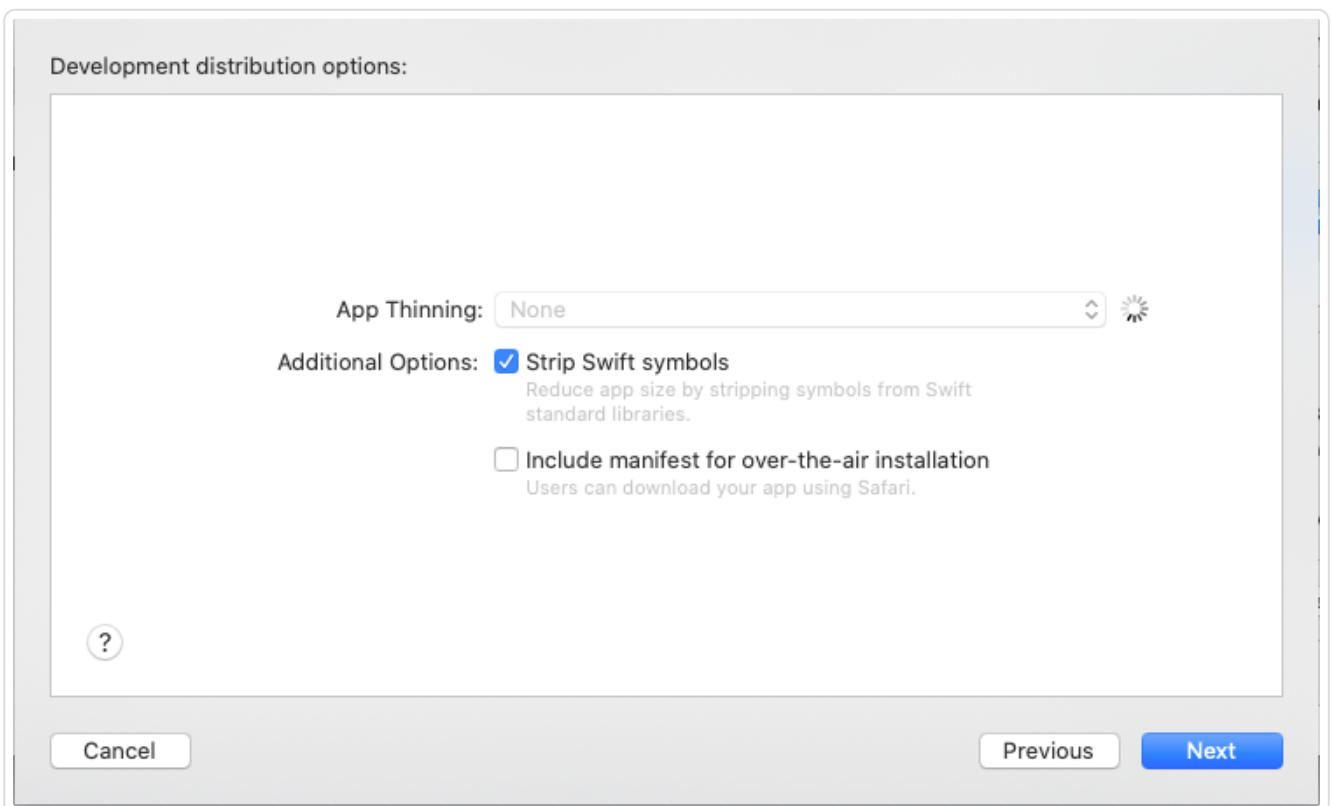 Development distribution options:
App Thinning: None
Additional Options: Strip Swift symbols
Reduce app size by stripping symbols from Swift
standard libraries.
Include manifest for over-the-air installation
Users can download your app using Safari.
?
Cancel Previous Next